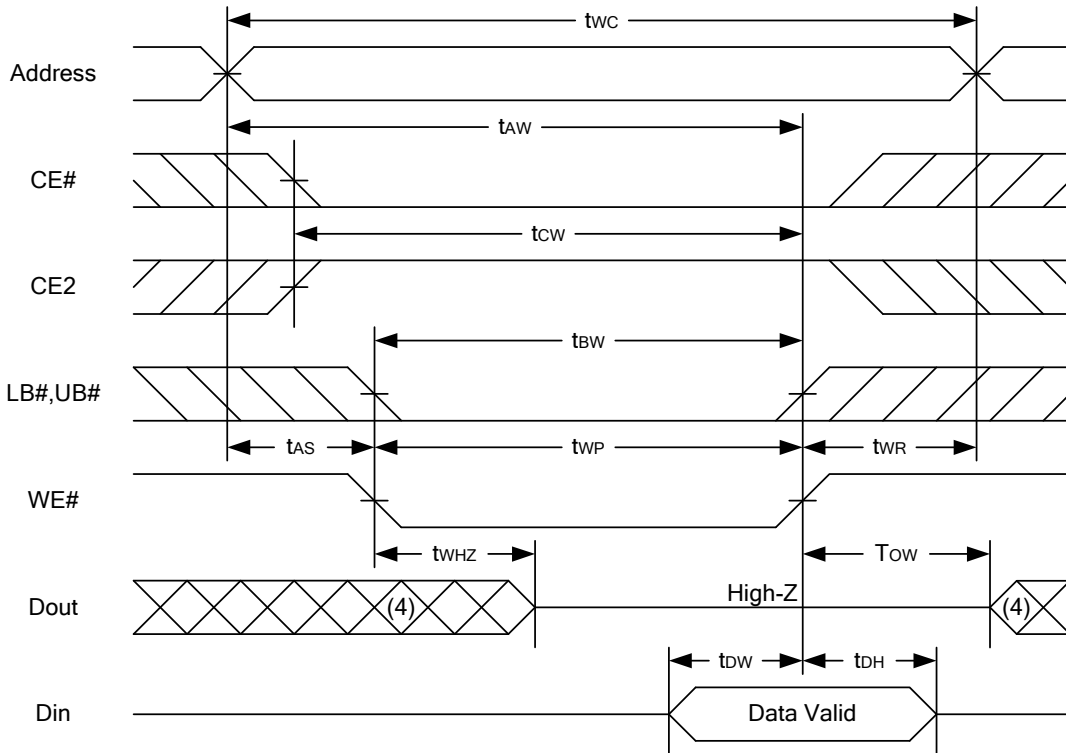 tWC
Address
tAW
CE#
tCW
CE2
tBW
LB#,UB#
tAS
tWP
tWR
WE#
tWHZ
TOW
Dout
(4)
High-Z
(4)
tDW
tDH
Din
Data Valid